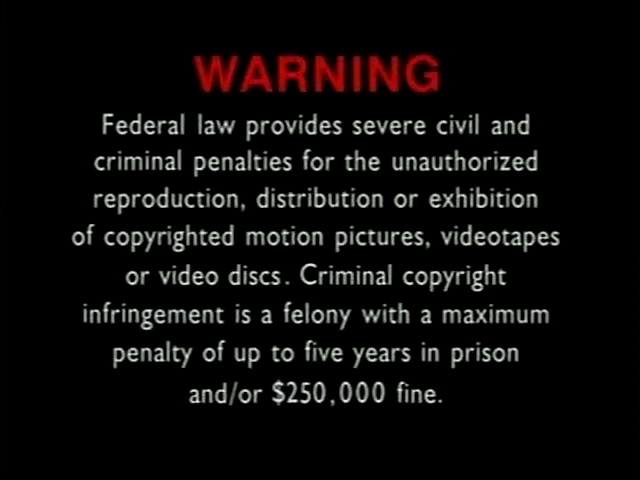 WARNING
Federal law provides severe civil and
criminal penalties for the unauthorized
reproduction, distribution or exhibition
of copyrighted motion pictures, videotapes
or video discs. Criminal copyright
infringement is a felony with a maximum
penalty of up to five years in prison
and/or $250,000 fine.